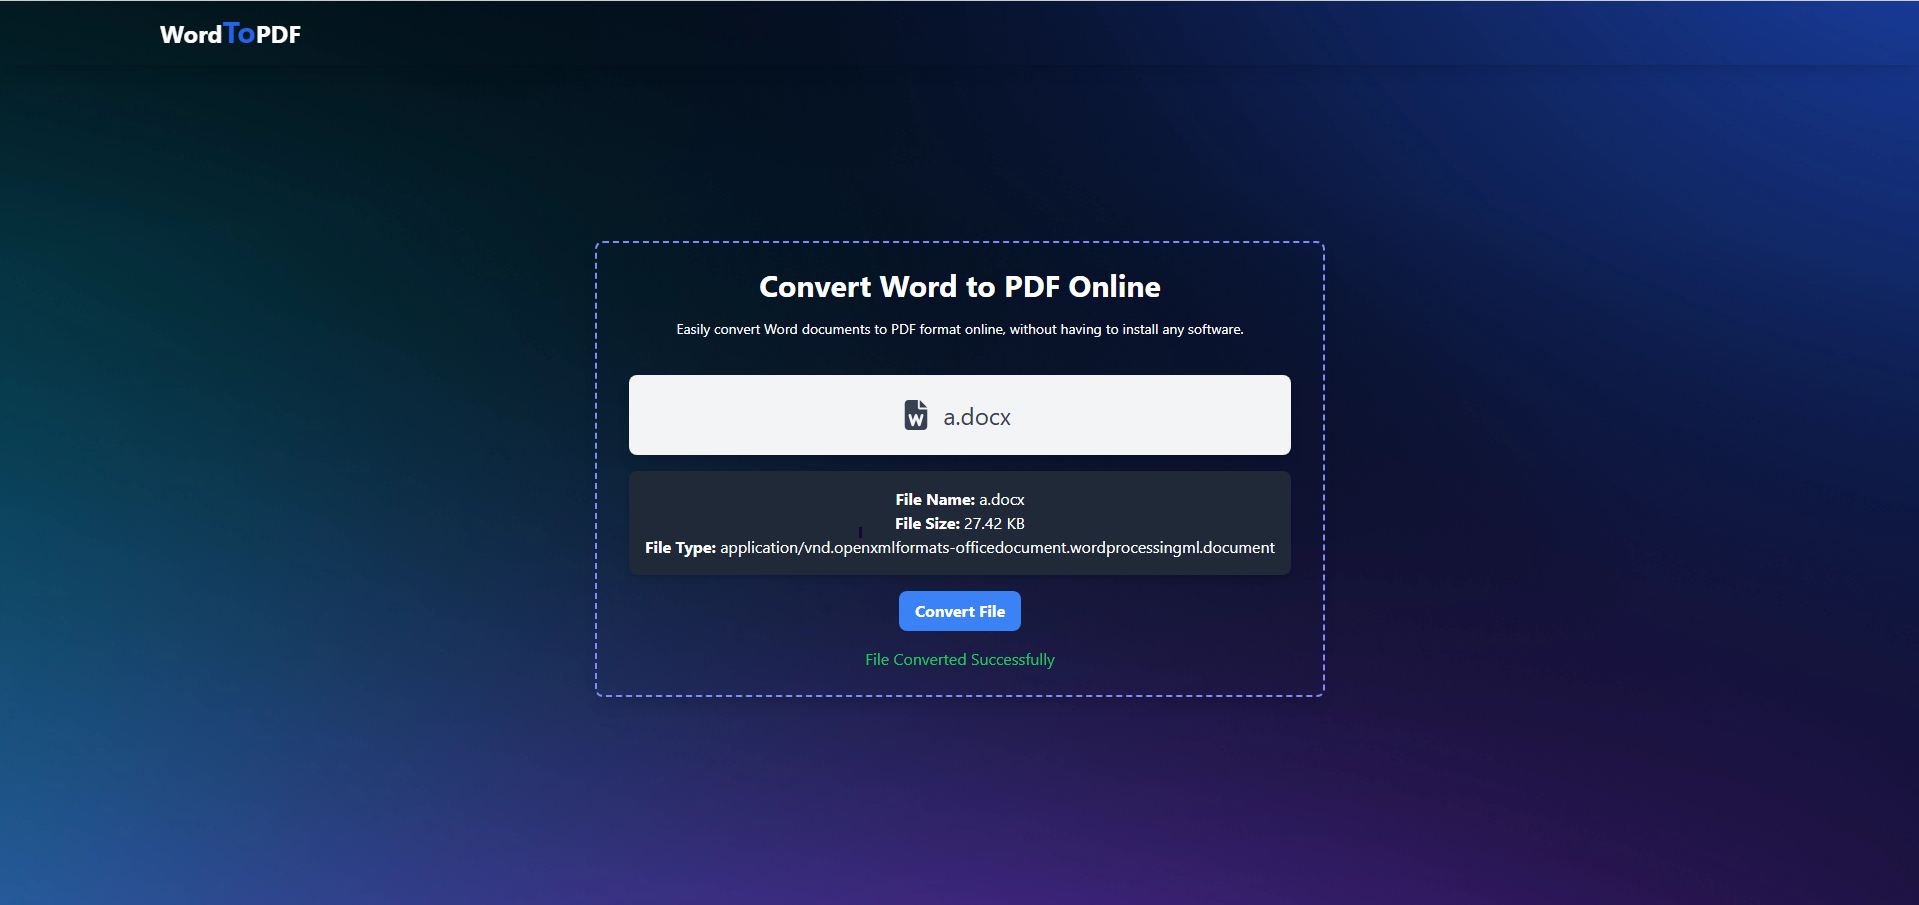 WordToPDF
Convert Word to PDF Online
Easily convert Word documents to PDF format online, without having to install any software.
a.docx
File Name: a.docx
File Size: 27.42 KB
File Type: application/vnd.openxmlformats-officedocument.wordprocessingml.document
Convert File
File Converted Successfully